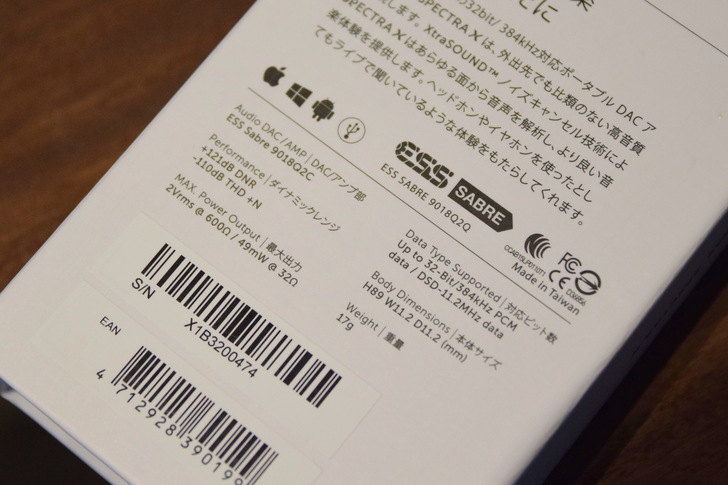 32bit/ 384kHz対応ポータブル DAC ア
SPECTRA Xは、外出先でも比類のない高音質
します。XtraSOUND™ ノイズキャンセル技術によ
SPECTRA Xはあらゆる面から音声を解析し、より良い音
楽体験を提供します。ヘッドホンやイヤホンを使ったとし
てもライブで聞いているような体験をもたらしてくれます。
ESS SABRE
ESS SABRE 9018Q2Q
Audio DAC/AMP | DAC/アンプ部
ESS Sabre 9018Q2C
Performance | ダイナミックレンジ
+121dB DNR
-110dB THD +N
MAX. Power Output | 最大出力
2Vrms @ 600Ω / 49mW @ 32Ω
FC CE
Made in Taiwan
Data Type Supported | 対応ビット数
Up to 32-Bit/384kHz PCM
data / DSD-11.2MHz data
Body Dimensions | 本体サイズ
H89 W11.2 D11.2 (mm)
Weight | 重量
17g
S/N
X1B3200474
EAN
4 712928 39019